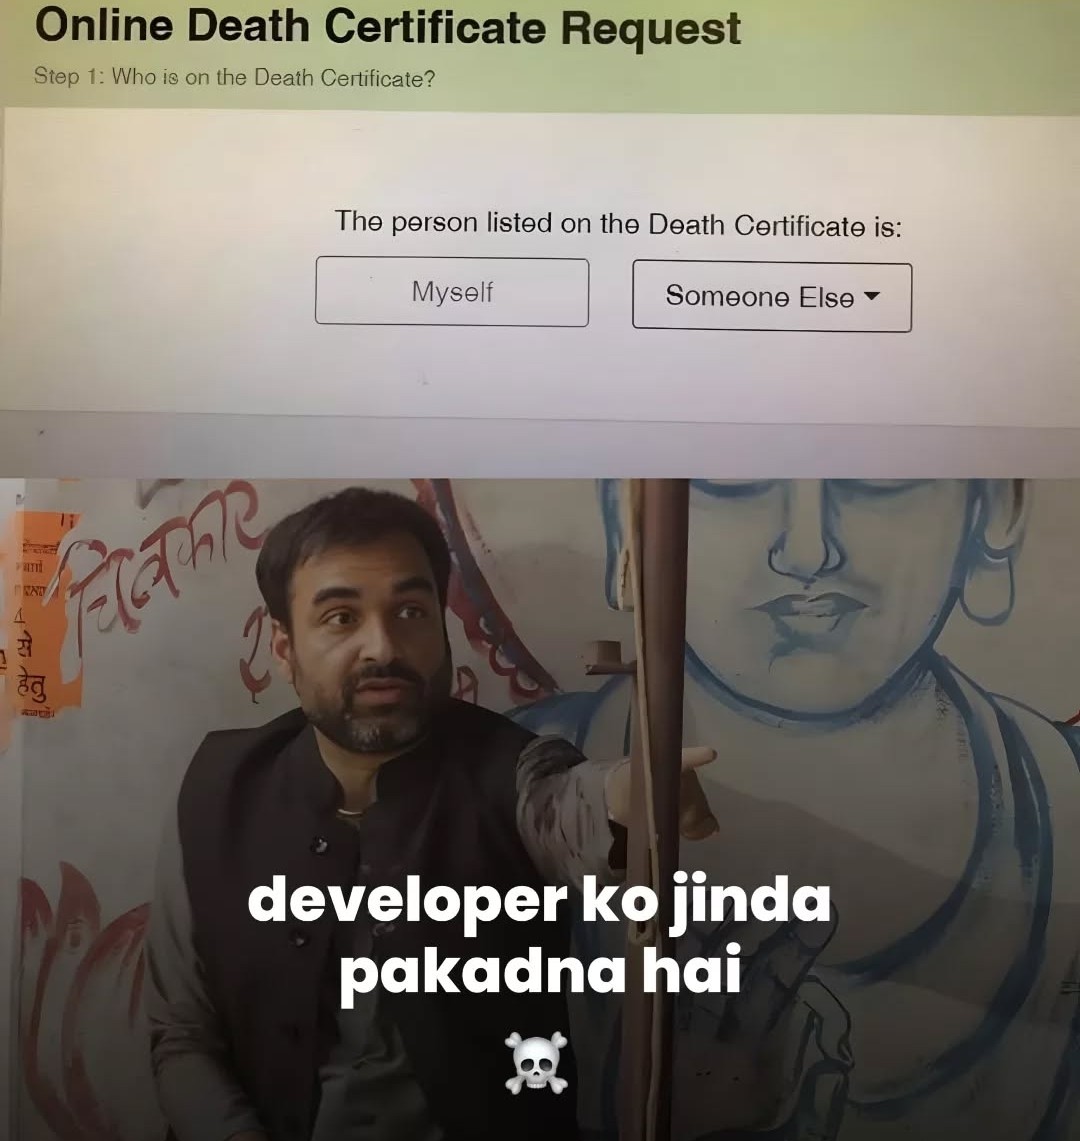 Online Death Certificate Request
Step 1: Who is on the Death Certificate?
The person listed on the Death Certificate is:
Myself
Someone Else
चित्रकार
से
हेतु
developer ko jinda
pakadna hai